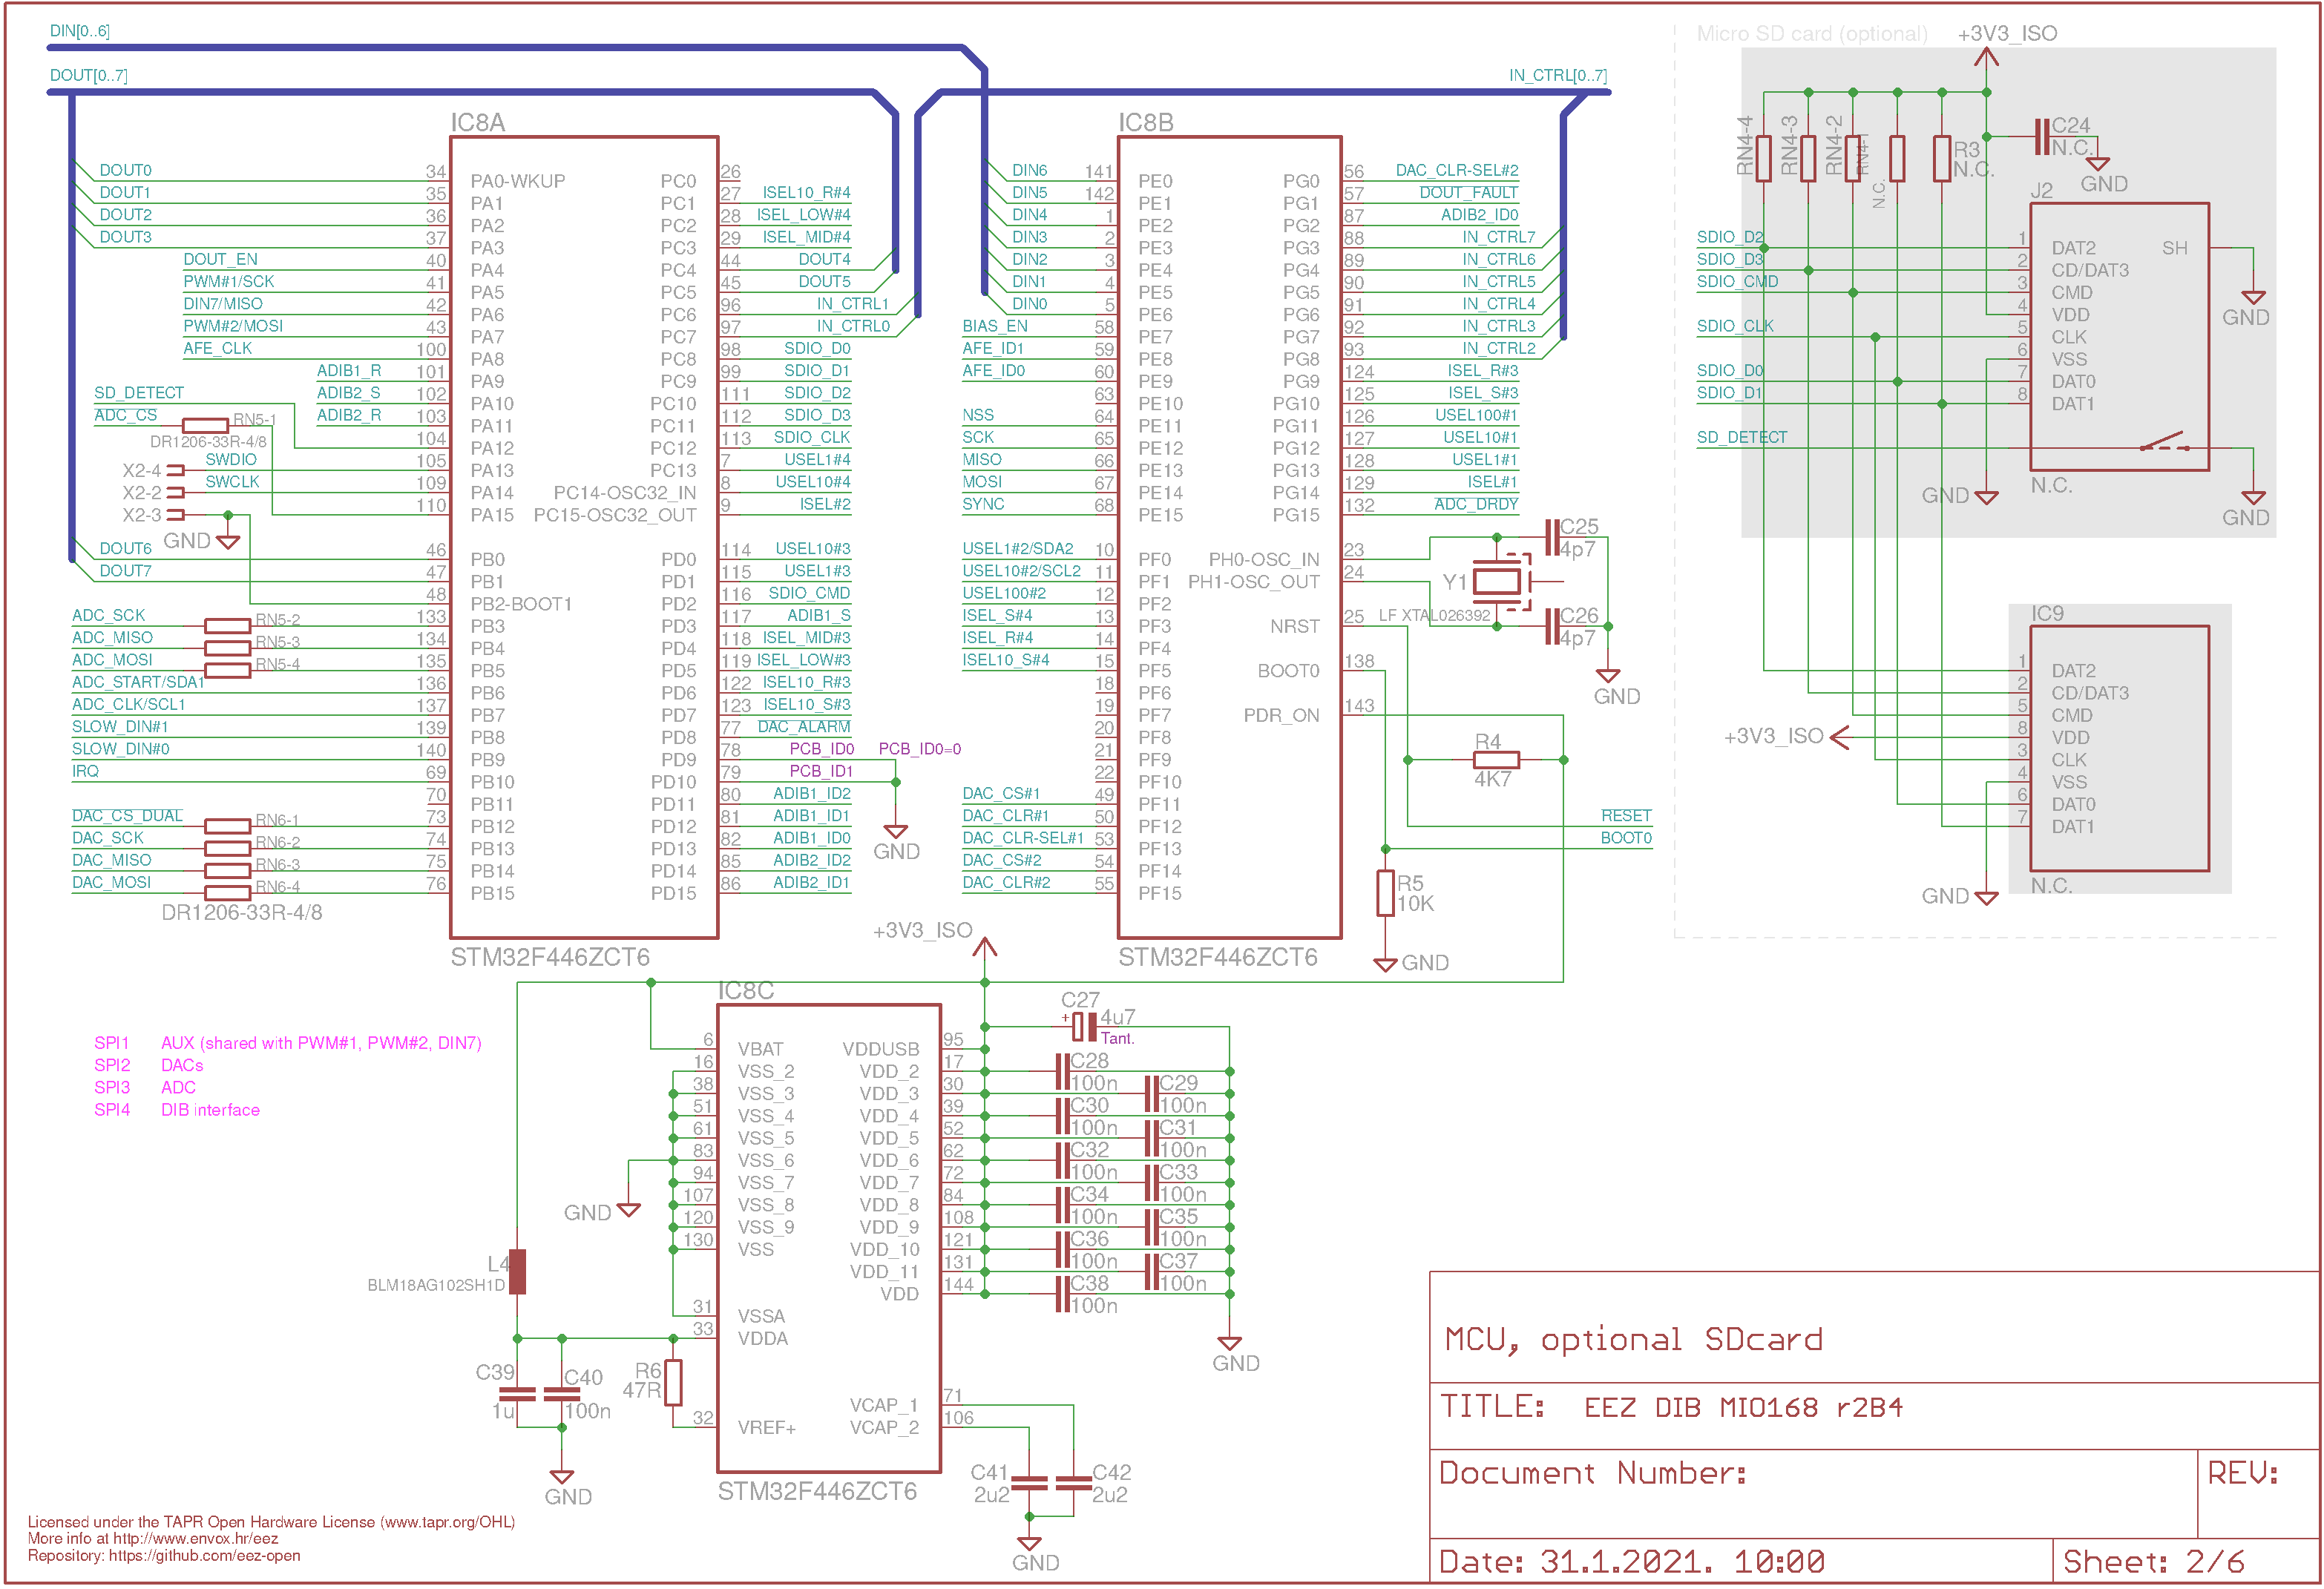 DIN[0..6]
DOUT[0..7]
IN_CTRL[0..7]
Micro SD card (optional)
+3V3_ISO
IC8A
DOUT0 34 PA0-WKUP PC0 26
DOUT1 35 PA1 PC1 27 ISEL10_R#4
DOUT2 36 PA2 PC2 28 ISEL_LOW#4
DOUT3 37 PA3 PC3 29 ISEL_MID#4
DOUT_EN 40 PA4 PC4 44 DOUT4
PWM#1/SCK 41 PA5 PC5 45 DOUT5
DIN7/MISO 42 PA6 PC6 96 IN_CTRL1
PWM#2/MOSI 43 PA7 PC7 97 IN_CTRL0
AFE_CLK 100 PA8 PC8 98 SDIO_D0
ADIB1_R 101 PA9 PC9 99 SDIO_D1
ADIB2_S 102 PA10 PC10 111 SDIO_D2
ADIB2_R 103 PA11 PC11 112 SDIO_D3
SD_DETECT 104 PA12 PC12 113 SDIO_CLK
ADC_CS RN5-1
DR1206-33R-4/8
X2-4 SWDIO 105 PA13 PC13 7 USEL1#4
X2-2 SWCLK 109 PA14 PC14-OSC32_IN 8 USEL10#4
X2-3 110 PA15 PC15-OSC32_OUT 9 ISEL#2
GND
DOUT6 46 PB0 PD0 114 USEL10#3
DOUT7 47 PB1 PD1 115 USEL1#3
48 PB2-BOOT1 PD2 116 SDIO_CMD
ADC_SCK RN5-2 133 PB3 PD3 117 ADIB1_S
ADC_MISO RN5-3 134 PB4 PD4 118 ISEL_MID#3
ADC_MOSI RN5-4 135 PB5 PD5 119 ISEL_LOW#3
ADC_START/SDA1 136 PB6 PD6 122 ISEL10_R#3
ADC_CLK/SCL1 137 PB7 PD7 123 ISEL10_S#3
SLOW_DIN#1 139 PB8 PD8 77 DAC_ALARM
SLOW_DIN#0 140 PB9 PD9 78 PCB_ID0 PCB_ID0=0
IRQ 69 PB10 PD10 79 PCB_ID1
70 PB11 PD11 80 ADIB1_ID2
DAC_CS_DUAL RN6-1 73 PB12 PD12 81 ADIB1_ID1
DAC_SCK RN6-2 74 PB13 PD13 82 ADIB1_ID0
DAC_MISO RN6-3 75 PB14 PD14 85 ADIB2_ID2
DAC_MOSI RN6-4 76 PB15 PD15 86 ADIB2_ID1
GND
DR1206-33R-4/8
STM32F446ZCT6
IC8B
DIN6 141 PE0 PG0 56 DAC_CLR-SEL#2
DIN5 142 PE1 PG1 57 DOUT_FAULT
DIN4 1 PE2 PG2 87 ADIB2_ID0
DIN3 2 PE3 PG3 88 IN_CTRL7
DIN2 3 PE4 PG4 89 IN_CTRL6
DIN1 4 PE5 PG5 90 IN_CTRL5
DIN0 5 PE6 PG6 91 IN_CTRL4
BIAS_EN 58 PE7 PG7 92 IN_CTRL3
AFE_ID1 59 PE8 PG8 93 IN_CTRL2
AFE_ID0 60 PE9 PG9 124 ISEL_R#3
63 PE10 PG10 125 ISEL_S#3
NSS 64 PE11 PG11 126 USEL100#1
SCK 65 PE12 PG12 127 USEL10#1
MISO 66 PE13 PG13 128 USEL1#1
MOSI 67 PE14 PG14 129 ISEL#1
SYNC 68 PE15 PG15 132 ADC_DRDY
USEL1#2/SDA2 10 PF0 PH0-OSC_IN 23
USEL10#2/SCL2 11 PF1 PH1-OSC_OUT 24
USEL100#2 12 PF2
ISEL_S#4 13 PF3 NRST 25
ISEL_R#4 14 PF4
ISEL10_S#4 15 PF5 BOOT0 138
18 PF6
19 PF7 PDR_ON 143
20 PF8
21 PF9
22 PF10
DAC_CS#1 49 PF11
DAC_CLR#1 50 PF12
DAC_CLR-SEL#1 53 PF13
DAC_CS#2 54 PF14
DAC_CLR#2 55 PF15
STM32F446ZCT6
C25
4p7
Y1
LF XTAL026392
C26
4p7
GND
R4
4K7
RESET
BOOT0
R5
10K
GND
RN4-4
RN4-3
RN4-2
RN4-1
N.C.
R3
N.C.
C24
N.C.
GND
J2
SDIO_D2 1 DAT2 SH
SDIO_D3 2 CD/DAT3
SDIO_CMD 3 CMD
4 VDD
GND
SDIO_CLK 5 CLK
6 VSS
SDIO_D0 7 DAT0
SDIO_D1 8 DAT1
SD_DETECT
GND
N.C.
GND
IC9
1 DAT2
2 CD/DAT3
5 CMD
+3V3_ISO 8 VDD
3 CLK
4 VSS
6 DAT0
7 DAT1
GND
N.C.
+3V3_ISO
IC8C
6 VBAT VDDUSB 95
16 VSS_2 VDD_2 17
38 VSS_3 VDD_3 30
51 VSS_4 VDD_4 39
61 VSS_5 VDD_5 52
83 VSS_6 VDD_6 62
94 VSS_7 VDD_7 72
107 VSS_8 VDD_8 84
120 VSS_9 VDD_9 108
130 VSS VDD_10 121
VDD_11 131
VDD 144
31 VSSA
33 VDDA
VCAP_1 71
32 VREF+ VCAP_2 106
STM32F446ZCT6
GND
C27
+ 4u7
Tant.
C28
100n
C29
100n
C30
100n
C31
100n
C32
100n
C33
100n
C34
100n
C35
100n
C36
100n
C37
100n
C38
100n
GND
L4
BLM18AG102SH1D
C39
1u
C40
100n
R6
47R
GND
C41
2u2
C42
2u2
GND
SPI1 AUX (shared with PWM#1, PWM#2, DIN7)
SPI2 DACs
SPI3 ADC
SPI4 DIB interface
Licensed under the TAPR Open Hardware License (www.tapr.org/OHL)
More info at http://www.envox.hr/eez
Repository: https://github.com/eez-open
MCU, optional SDcard
TITLE: EEZ DIB MIO168 r2B4
Document Number:
REV:
Date: 31.1.2021. 10:00
Sheet: 2/6